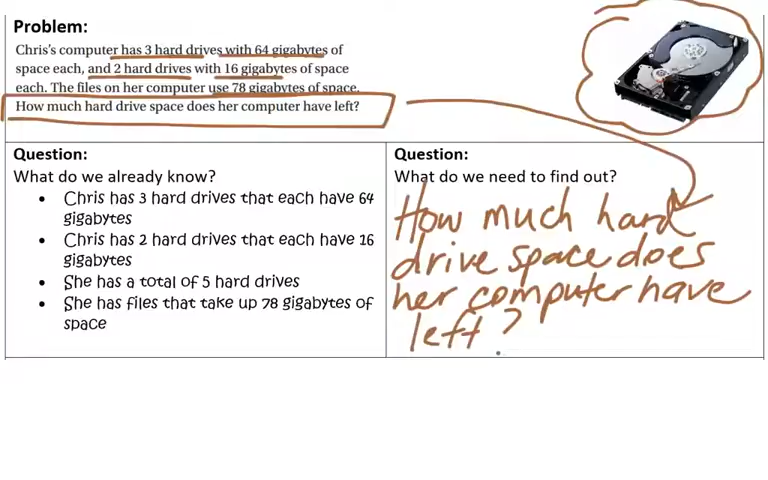 Problem:
Chris's computer has 3 hard drives with 64 gigabytes of
space each, and 2 hard drives with 16 gigabytes of space
each. The files on her computer use 78 gigabytes of space.
How much hard drive space does her computer have left?
Question:
What do we already know?
• Chris has 3 hard drives that each have 64
gigabytes
• Chris has 2 hard drives that each have 16
gigabytes
• She has a total of 5 hard drives
• She has files that take up 78 gigabytes of
space
Question:
What do we need to find out?
How much hard
drive space does
her computer have
left?